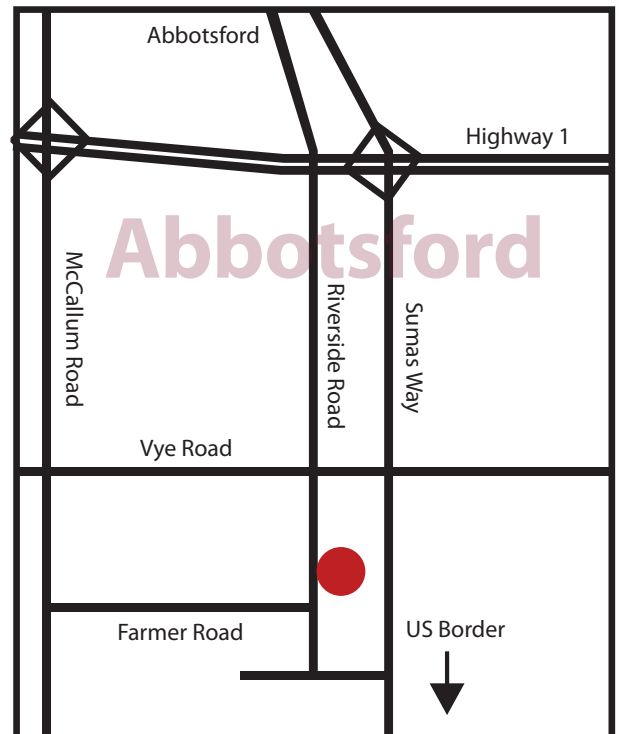 Abbotsford
Highway 1
Abbotsford
McCallum Road
Riverside Road
Sumas Way
Vye Road
Farmer Road
US Border